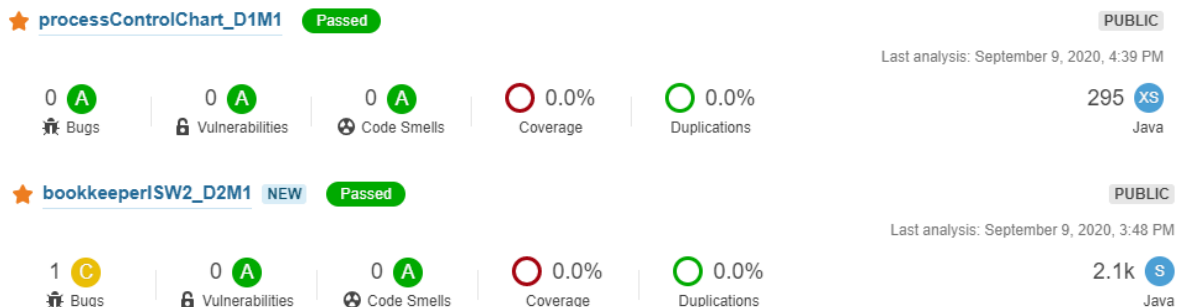 processControlChart_D1M1 Passed PUBLIC
Last analysis: September 9, 2020, 4:39 PM
0 A 0 A 0 A 0.0% 0.0% 295 XS
Bugs Vulnerabilities Code Smells Coverage Duplications Java
bookkeeperISW2_D2M1 NEW Passed PUBLIC
Last analysis: September 9, 2020, 3:48 PM
1 C 0 A 0 A 0.0% 0.0% 2.1k S
Bugs Vulnerabilities Code Smells Coverage Duplications Java